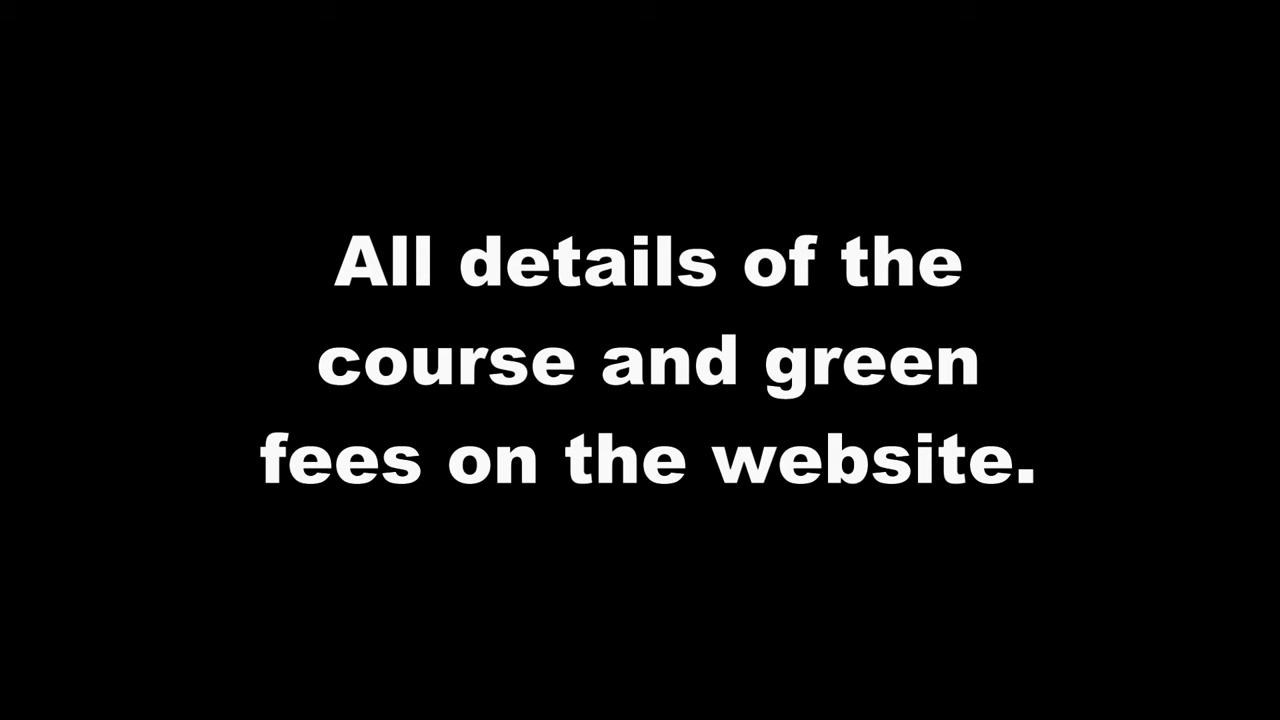 All details of the
course and green
fees on the website.